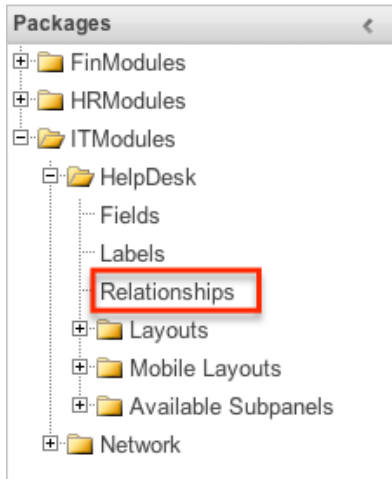 Packages
FinModules
HRModules
ITModules
HelpDesk
Fields
Labels
Relationships
Layouts
Mobile Layouts
Available Subpanels
Network